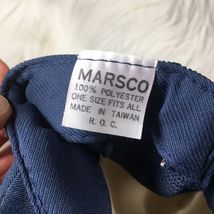 MARSCO
100% POLYESTER
ONE SIZE FITS ALL
MADE IN TAIWAN
R. O. C.